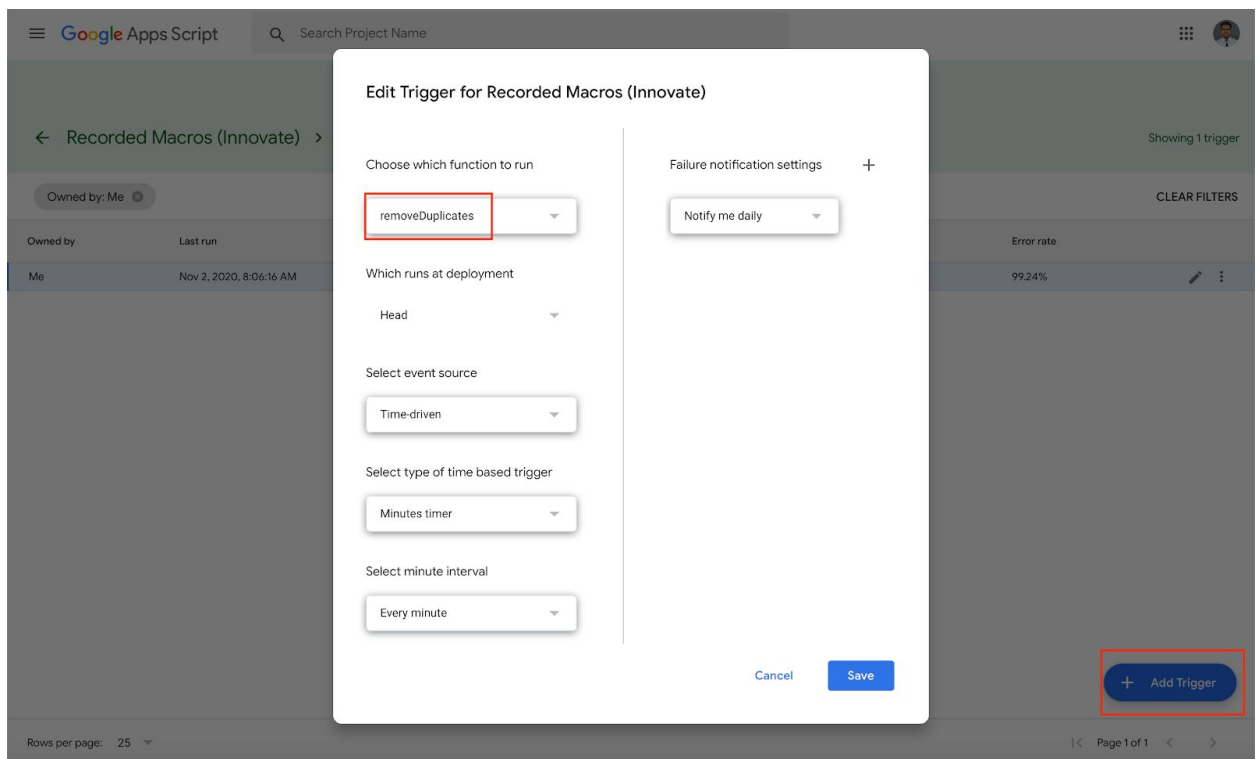 Google Apps Script
Search Project Name
Recorded Macros (Innovate)
Showing 1 trigger
Owned by: Me
CLEAR FILTERS
Owned by
Last run
Error rate
Me
Nov 2, 2020, 8:06:16 AM
99.24%
Edit Trigger for Recorded Macros (Innovate)
Choose which function to run
removeDuplicates
Which runs at deployment
Head
Select event source
Time-driven
Select type of time based trigger
Minutes timer
Select minute interval
Every minute
Failure notification settings
Notify me daily
Cancel
Save
Add Trigger
Rows per page: 25
Page 1 of 1